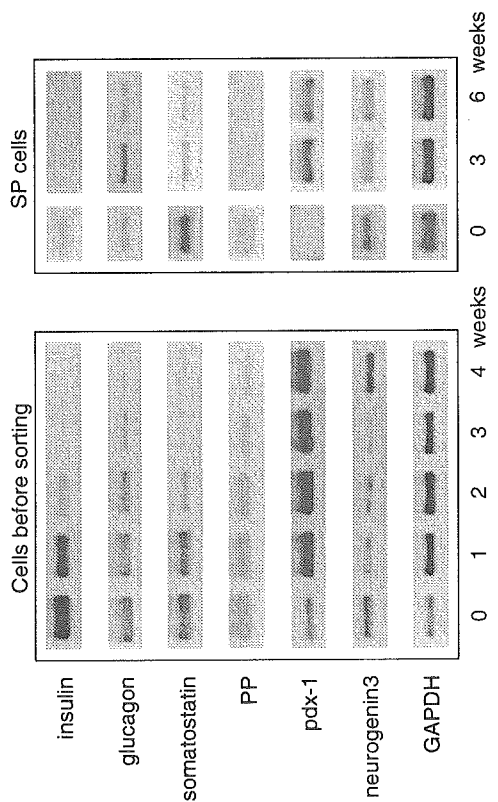 Cells before sorting
SP cells
insulin
glucagon
somatostatin
PP
pdx-1
neurogenin3
GAPDH
0 1 2 3 4 weeks
0 3 6 weeks